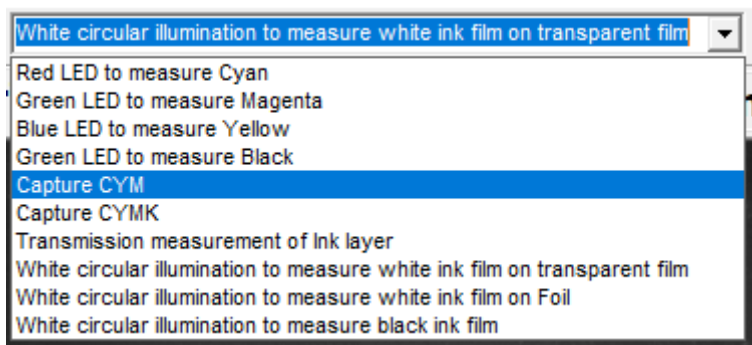 White circular illumination to measure white ink film on transparent film
Red LED to measure Cyan
Green LED to measure Magenta
Blue LED to measure Yellow
Green LED to measure Black
Capture CYM
Capture CYMK
Transmission measurement of Ink layer
White circular illumination to measure white ink film on transparent film
White circular illumination to measure white ink film on Foil
White circular illumination to measure black ink film